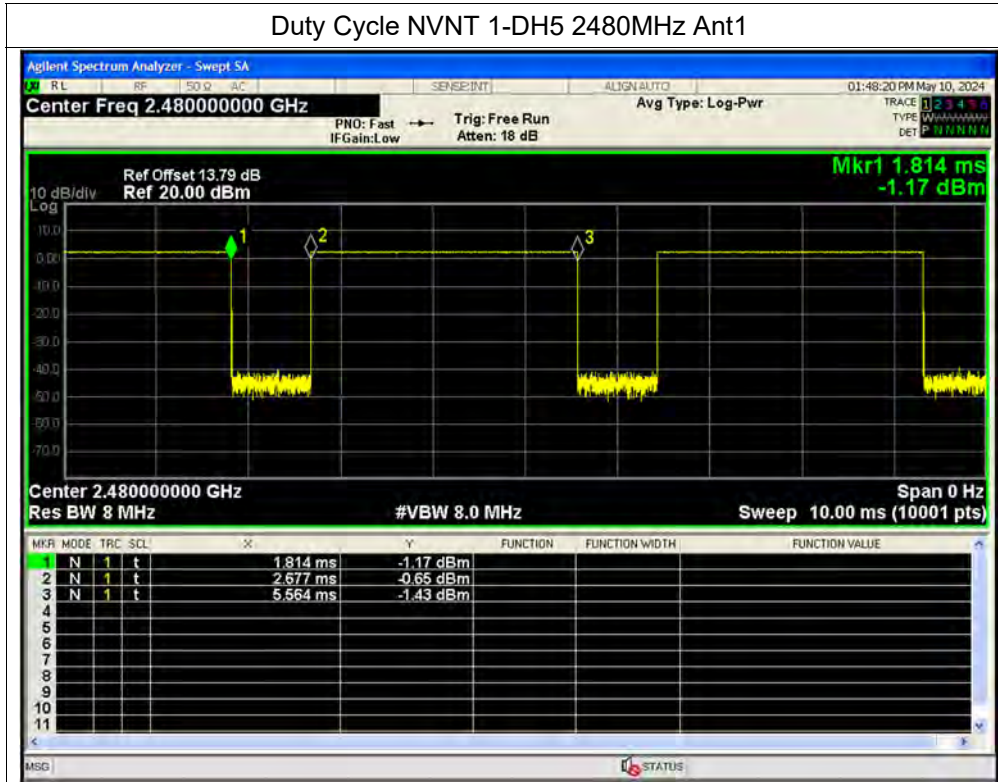 Duty Cycle NVNT 1-DH5 2480MHz Ant1
Agilent Spectrum Analyzer - Swept SA
LXI RL RF 50 Ω AC SENSE:INT ALIGN AUTO 01:48:20 PM May 10, 2024
Center Freq 2.480000000 GHz
PNO: Fast
IFGain:Low
Trig: Free Run
Atten: 18 dB
Avg Type: Log-Pwr
TRACE 1 2 3 4 5 6
TYPE WWWWWW
DET P N N N N N
Ref Offset 13.79 dB
10 dB/div Ref 20.00 dBm
Log
Mkr1 1.814 ms
-1.17 dBm
10.0
0.00
-10.0
-20.0
-30.0
-40.0
-50.0
-60.0
-70.0
1
2
3
Center 2.480000000 GHz Span 0 Hz
Res BW 8 MHz #VBW 8.0 MHz Sweep 10.00 ms (10001 pts)
MKR MODE TRC SCL X Y FUNCTION FUNCTION WIDTH FUNCTION VALUE
1 N 1 t 1.814 ms -1.17 dBm
2 N 1 t 2.677 ms -0.65 dBm
3 N 1 t 5.564 ms -1.43 dBm
4
5
6
7
8
9
10
11
MSG STATUS